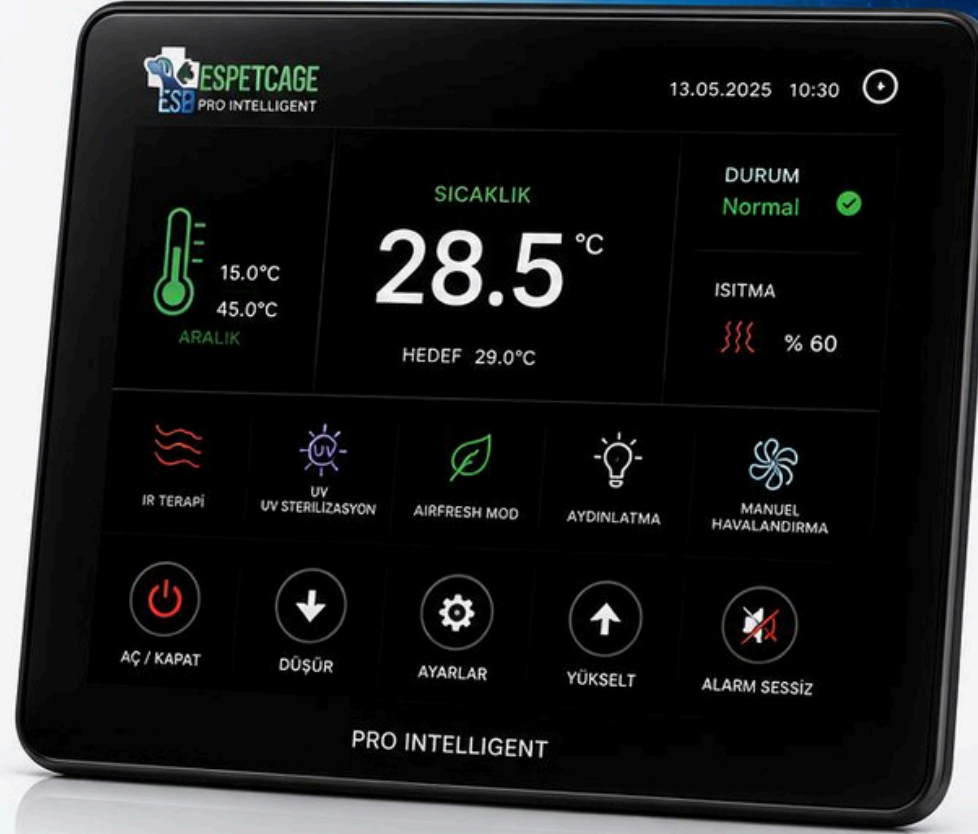 ESPETCAGE
ESB PRO INTELLIGENT
13.05.2025 10:30
15.0°C
45.0°C
ARALIK
SICAKLIK
28.5 °C
HEDEF 29.0°C
DURUM
Normal
ISITMA
% 60
IR TERAPİ
UV
UV
UV STERİLİZASYON
AIRFRESH MOD
AYDINLATMA
MANUEL
HAVALANDIRMA
AÇ / KAPAT
DÜŞÜR
AYARLAR
YÜKSELT
ALARM SESSİZ
PRO INTELLIGENT